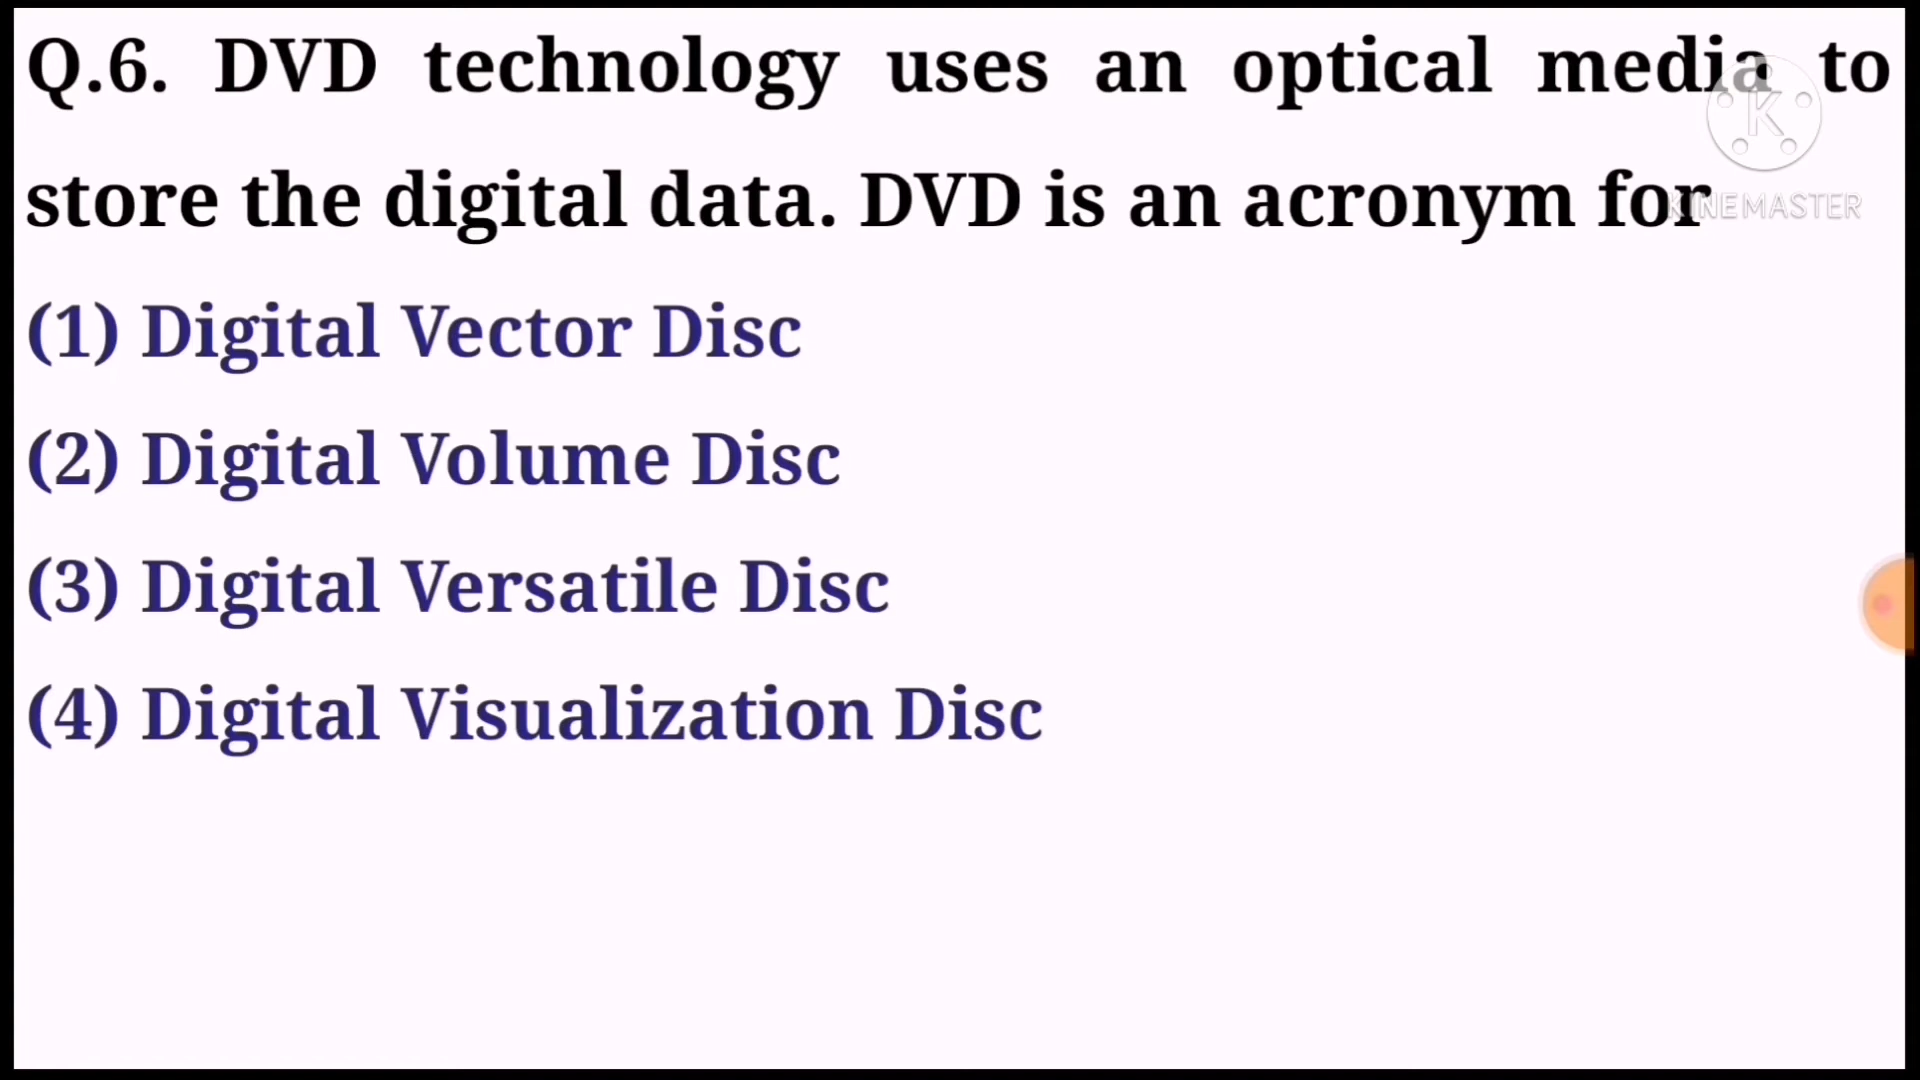 Q.6. DVD technology uses an optical media to
store the digital data. DVD is an acronym for
K
KINEMASTER
(1) Digital Vector Disc
(2) Digital Volume Disc
(3) Digital Versatile Disc
(4) Digital Visualization Disc